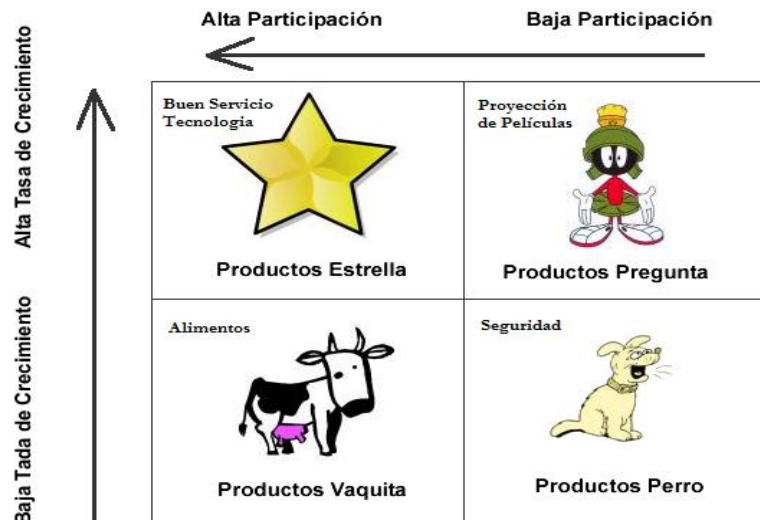 Alta Participación
Baja Participación
Alta Tasa de Crecimiento
Buen Servicio
Tecnologia
Productos Estrella
Proyección
de Películas
Productos Pregunta
Baja Tada de Crecimiento
Alimentos
Productos Vaquita
Seguridad
Productos Perro